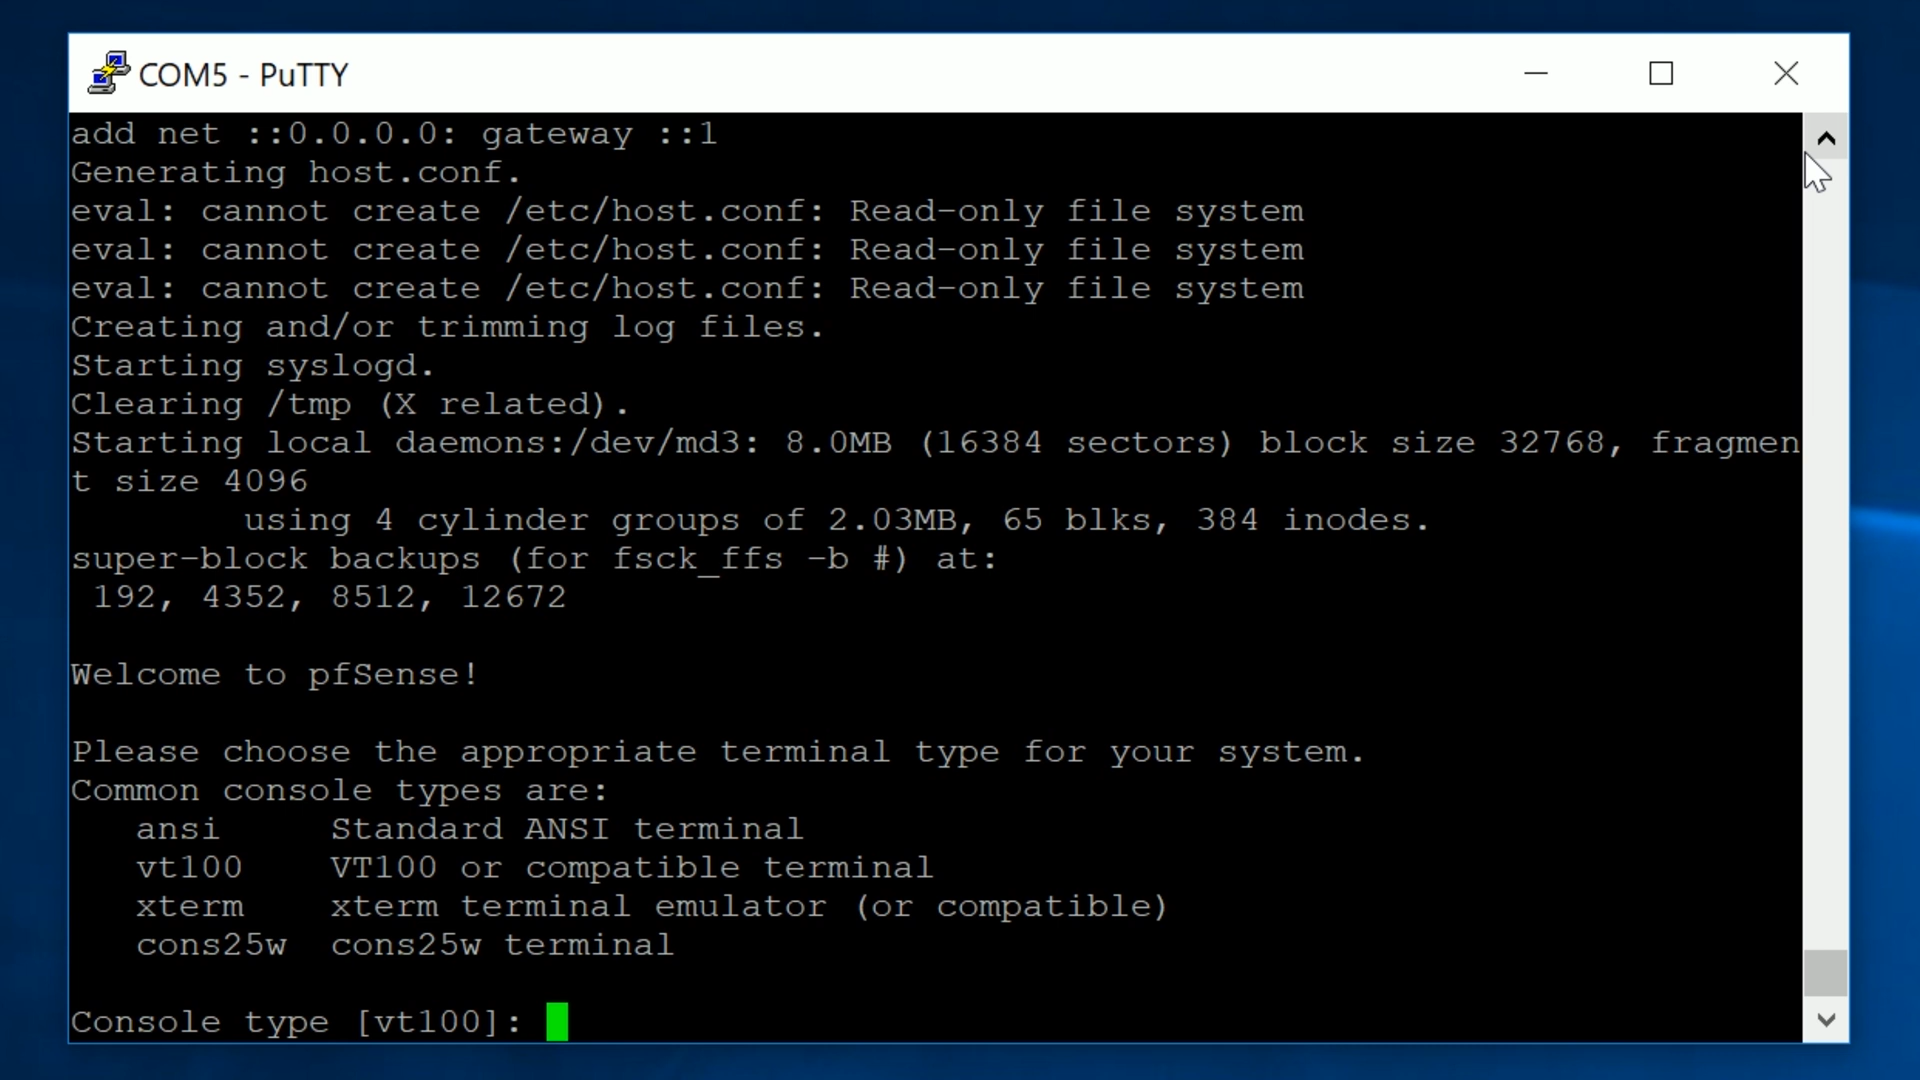 COM5 - PuTTY
add net ::0.0.0.0: gateway ::1
Generating host.conf.
eval: cannot create /etc/host.conf: Read-only file system
eval: cannot create /etc/host.conf: Read-only file system
eval: cannot create /etc/host.conf: Read-only file system
Creating and/or trimming log files.
Starting syslogd.
Clearing /tmp (X related).
Starting local daemons:/dev/md3: 8.0MB (16384 sectors) block size 32768, fragmen
t size 4096
        using 4 cylinder groups of 2.03MB, 65 blks, 384 inodes.
super-block backups (for fsck_ffs -b #) at:
 192, 4352, 8512, 12672
Welcome to pfSense!
Please choose the appropriate terminal type for your system.
Common console types are:
   ansi     Standard ANSI terminal
   vt100    VT100 or compatible terminal
   xterm    xterm terminal emulator (or compatible)
   cons25w  cons25w terminal
Console type [vt100]: